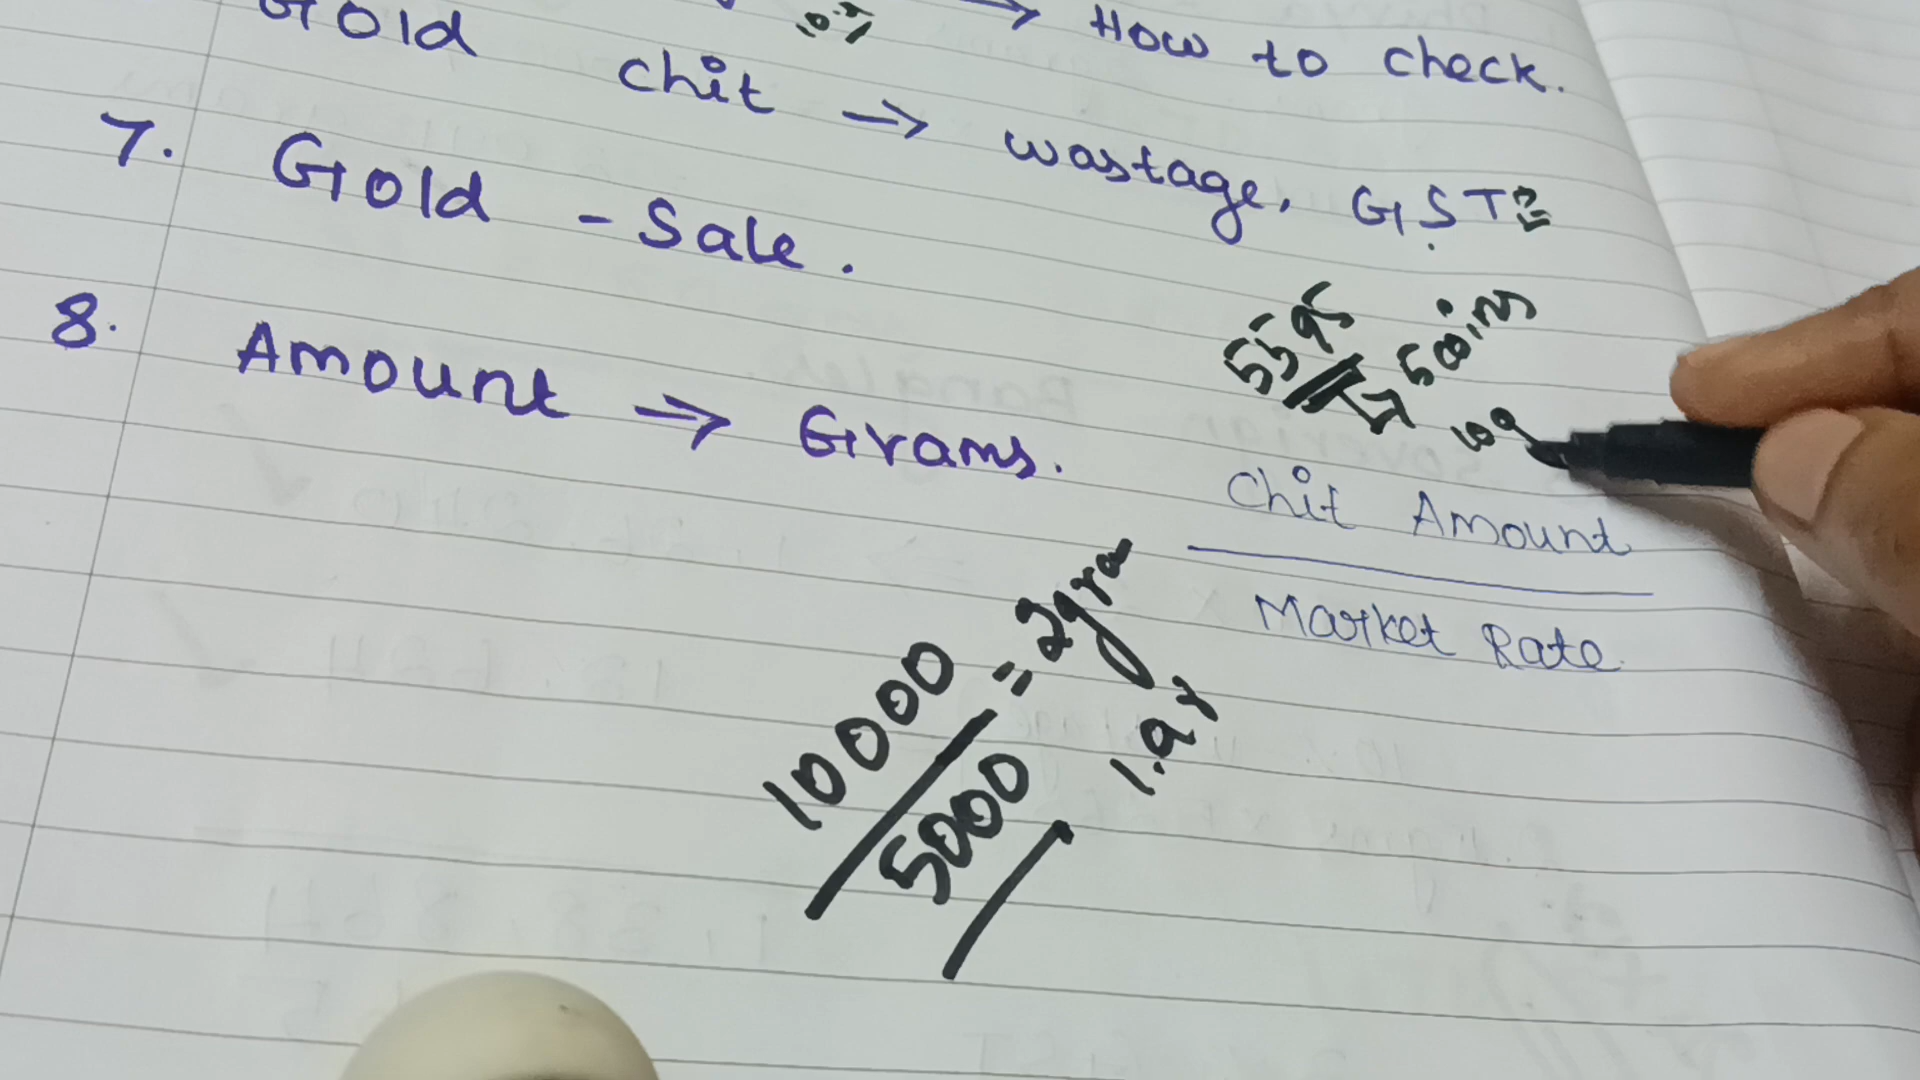 Gold 10% → How to check.
chit → wastage, GST?
7. Gold - Sale.
8. Amount → Grams.
5595 → 5 coins
10g
Chit Amount
Market Rate
10000 = 2gram
5000
1.9